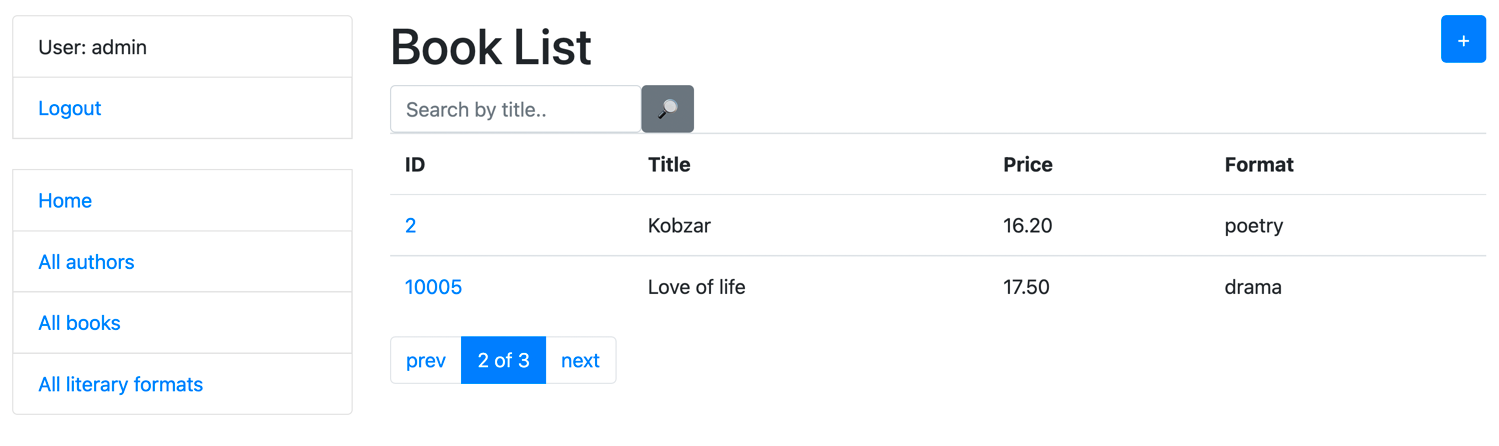 User: admin
Logout
Home
All authors
All books
All literary formats
Book List
+
Search by title..
ID Title Price Format
2 Kobzar 16.20 poetry
10005 Love of life 17.50 drama
prev 2 of 3 next